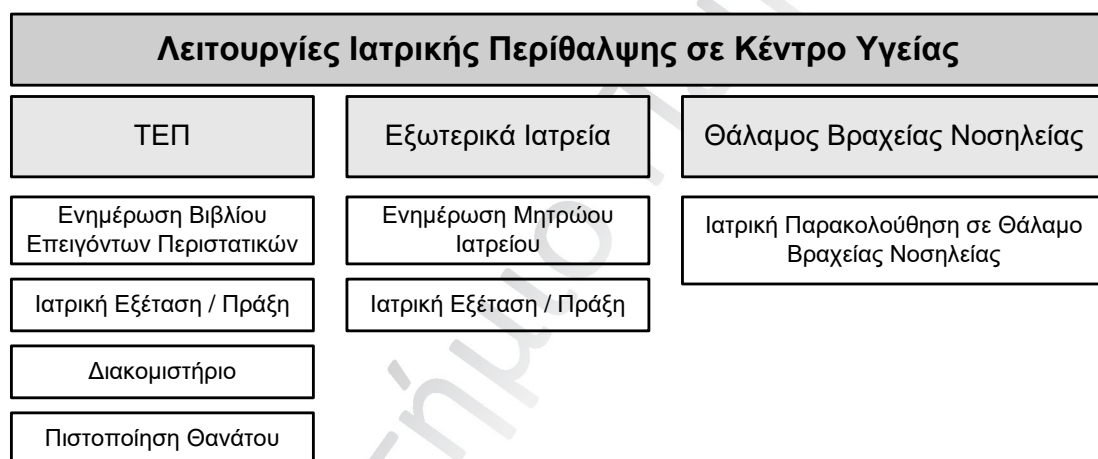 Λειτουργίες Ιατρικής Περίθαλψης σε Κέντρο Υγείας
ΤΕΠ
Εξωτερικά Ιατρεία
Θάλαμος Βραχείας Νοσηλείας
Ενημέρωση Βιβλίου
Επειγόντων Περιστατικών
Ενημέρωση Μητρώου
Ιατρείου
Ιατρική Παρακολούθηση σε Θάλαμο
Βραχείας Νοσηλείας
Ιατρική Εξέταση / Πράξη
Ιατρική Εξέταση / Πράξη
Διακομιστήριο
Πιστοποίηση Θανάτου